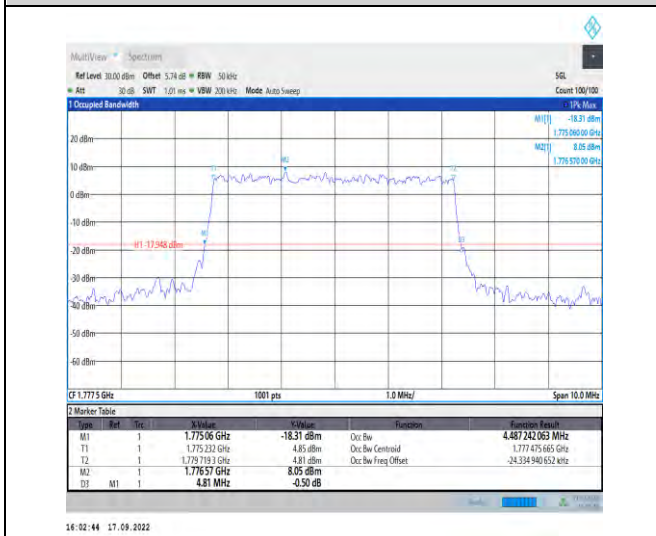 MultiView Spectrum
Ref Level 30.00 dBm Offset 5.74 dB RBW 50 kHz SGL
Att 30 dB SWT 1.01 ms VBW 200 kHz Mode Auto Sweep Count 100/100
1 Occupied Bandwidth 1Pk Max
M1[1] -18.31 dBm
1.775 060 00 GHz
M2[1] 8.05 dBm
1.776 570 00 GHz
20 dBm
10 dBm
0 dBm
-10 dBm
-20 dBm
-30 dBm
-40 dBm
-50 dBm
-60 dBm
T1
M2
T2
M1
D3
H1 -17.948 dBm
CF 1.777 5 GHz 1001 pts 1.0 MHz/ Span 10.0 MHz
2 Marker Table
Type Ref Trc X-Value Y-Value Function Function Result
M1 1 1.775 06 GHz -18.31 dBm Occ Bw 4.487 242 063 MHz
T1 1 1.775 232 GHz 4.85 dBm Occ Bw Centroid 1.777 475 665 GHz
T2 1 1.779 719 3 GHz 4.81 dBm Occ Bw Freq Offset -24.334 940 652 kHz
M2 1 1.776 57 GHz 8.05 dBm
D3 M1 1 4.81 MHz -0.50 dB
16:02:44 17.09.2022